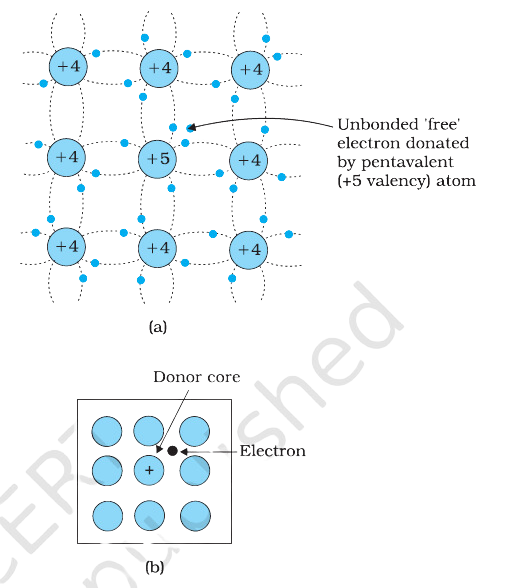 +4 +4 +4
Unbonded 'free'
electron donated
by pentavalent
(+5 valency) atom
+4 +5 +4
+4 +4 +4
(a)
Donor core
Electron
+
(b)